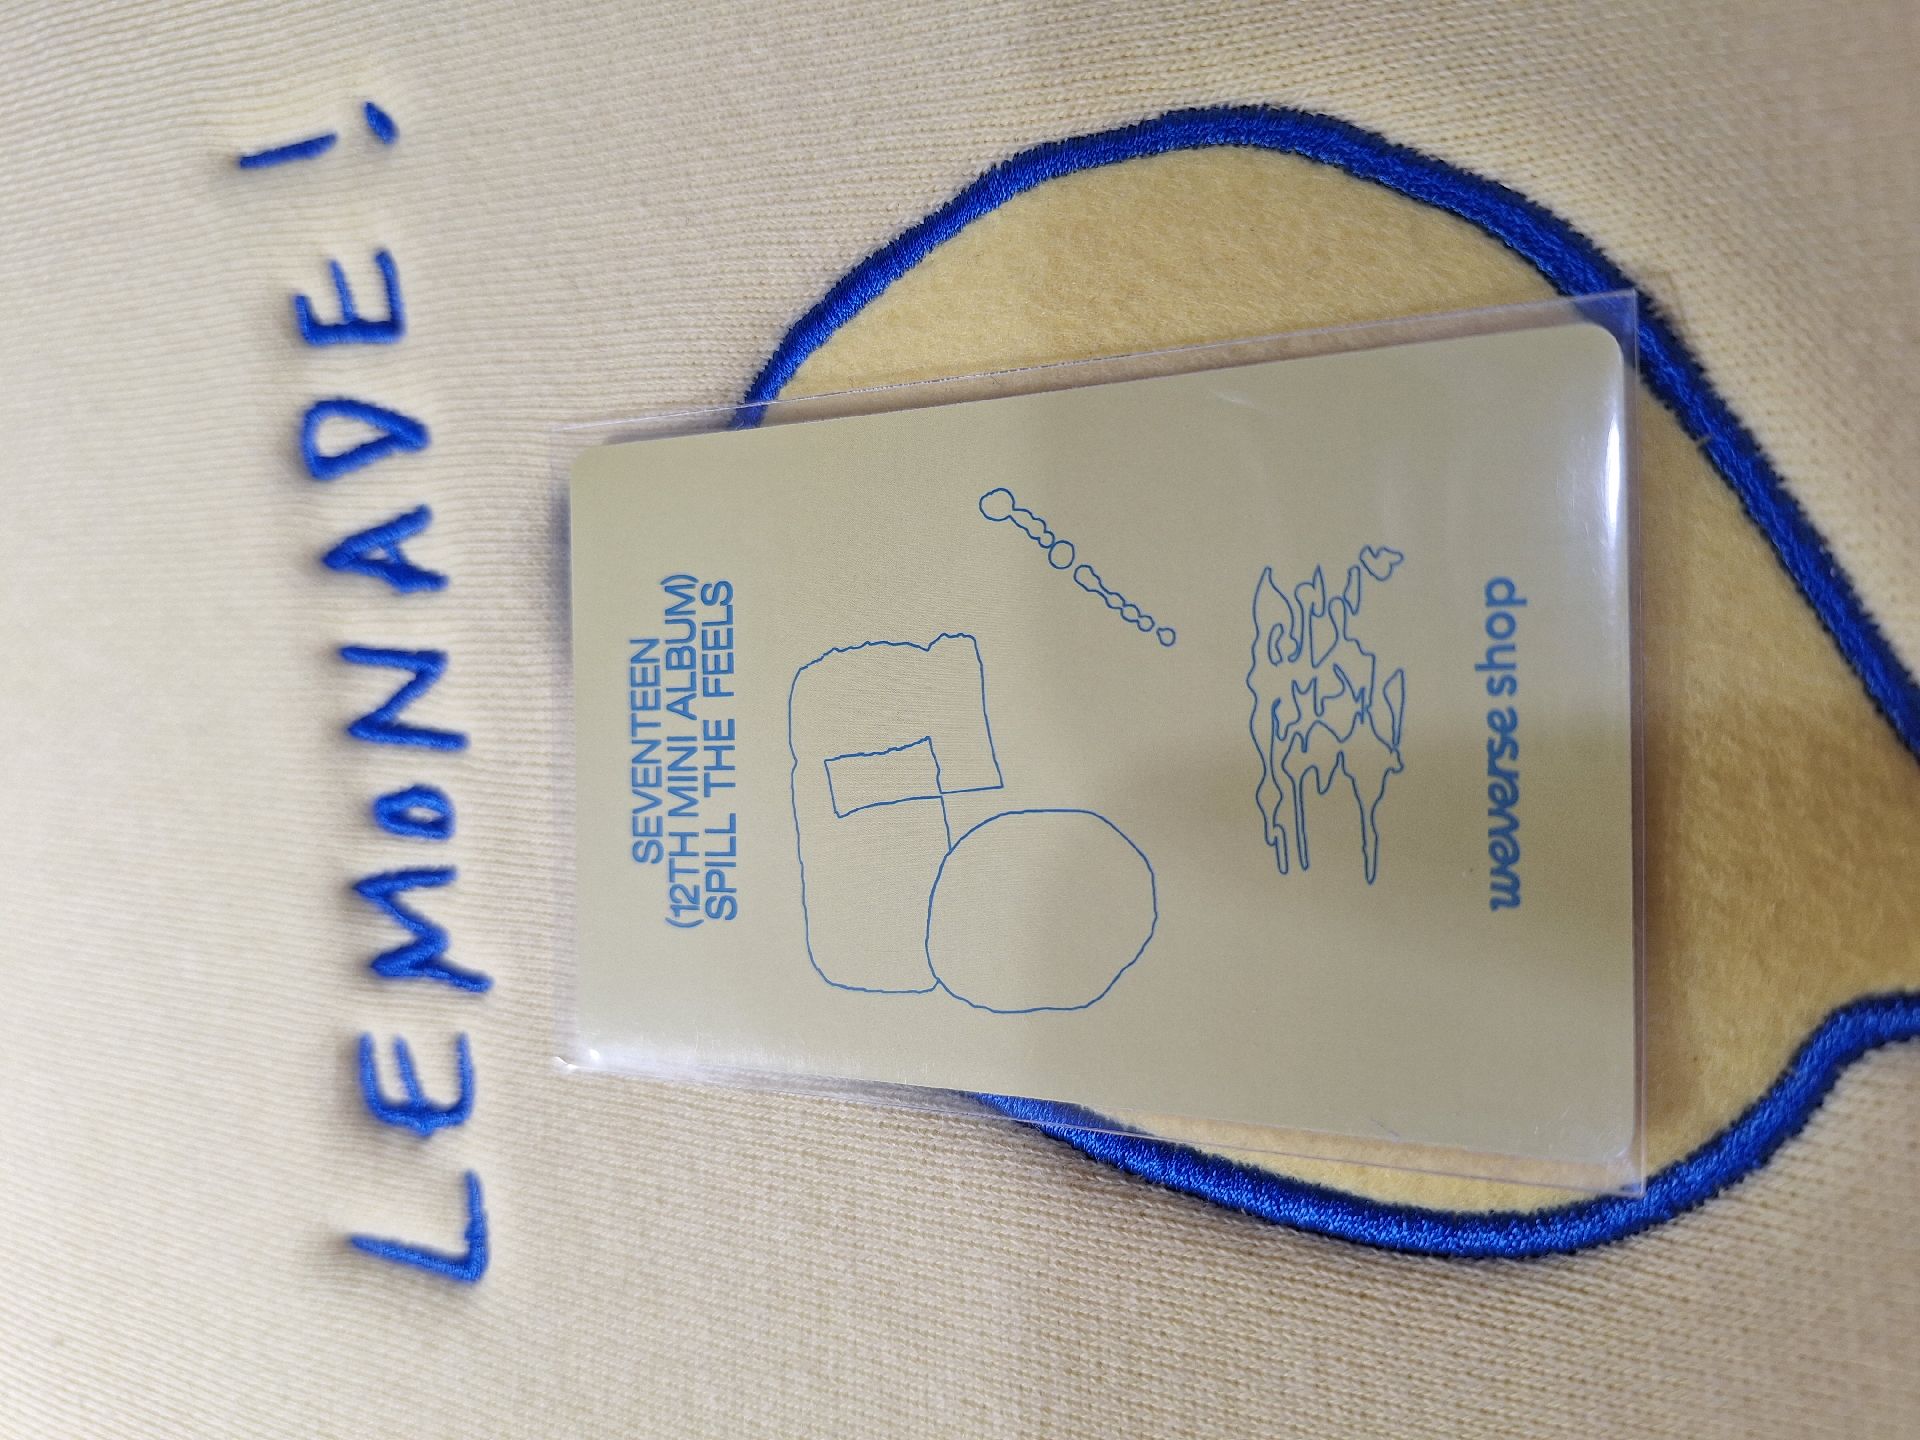 LEMONADE!
SEVENTEEN
(12TH MINI ALBUM)
SPILL THE FEELS
weverse shop